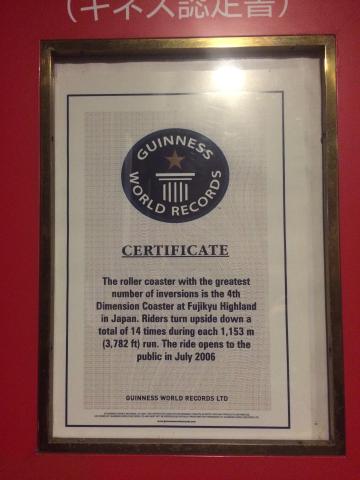 (ギネス認定書)
GUINNESS
WORLD RECORDS
CERTIFICATE
The roller coaster with the greatest
number of inversions is the 4th
Dimension Coaster at Fujikyu Highland
in Japan. Riders turn upside down a
total of 14 times during each 1,153 m
(3,782 ft) run. The ride opens to the
public in July 2006
GUINNESS WORLD RECORDS LTD